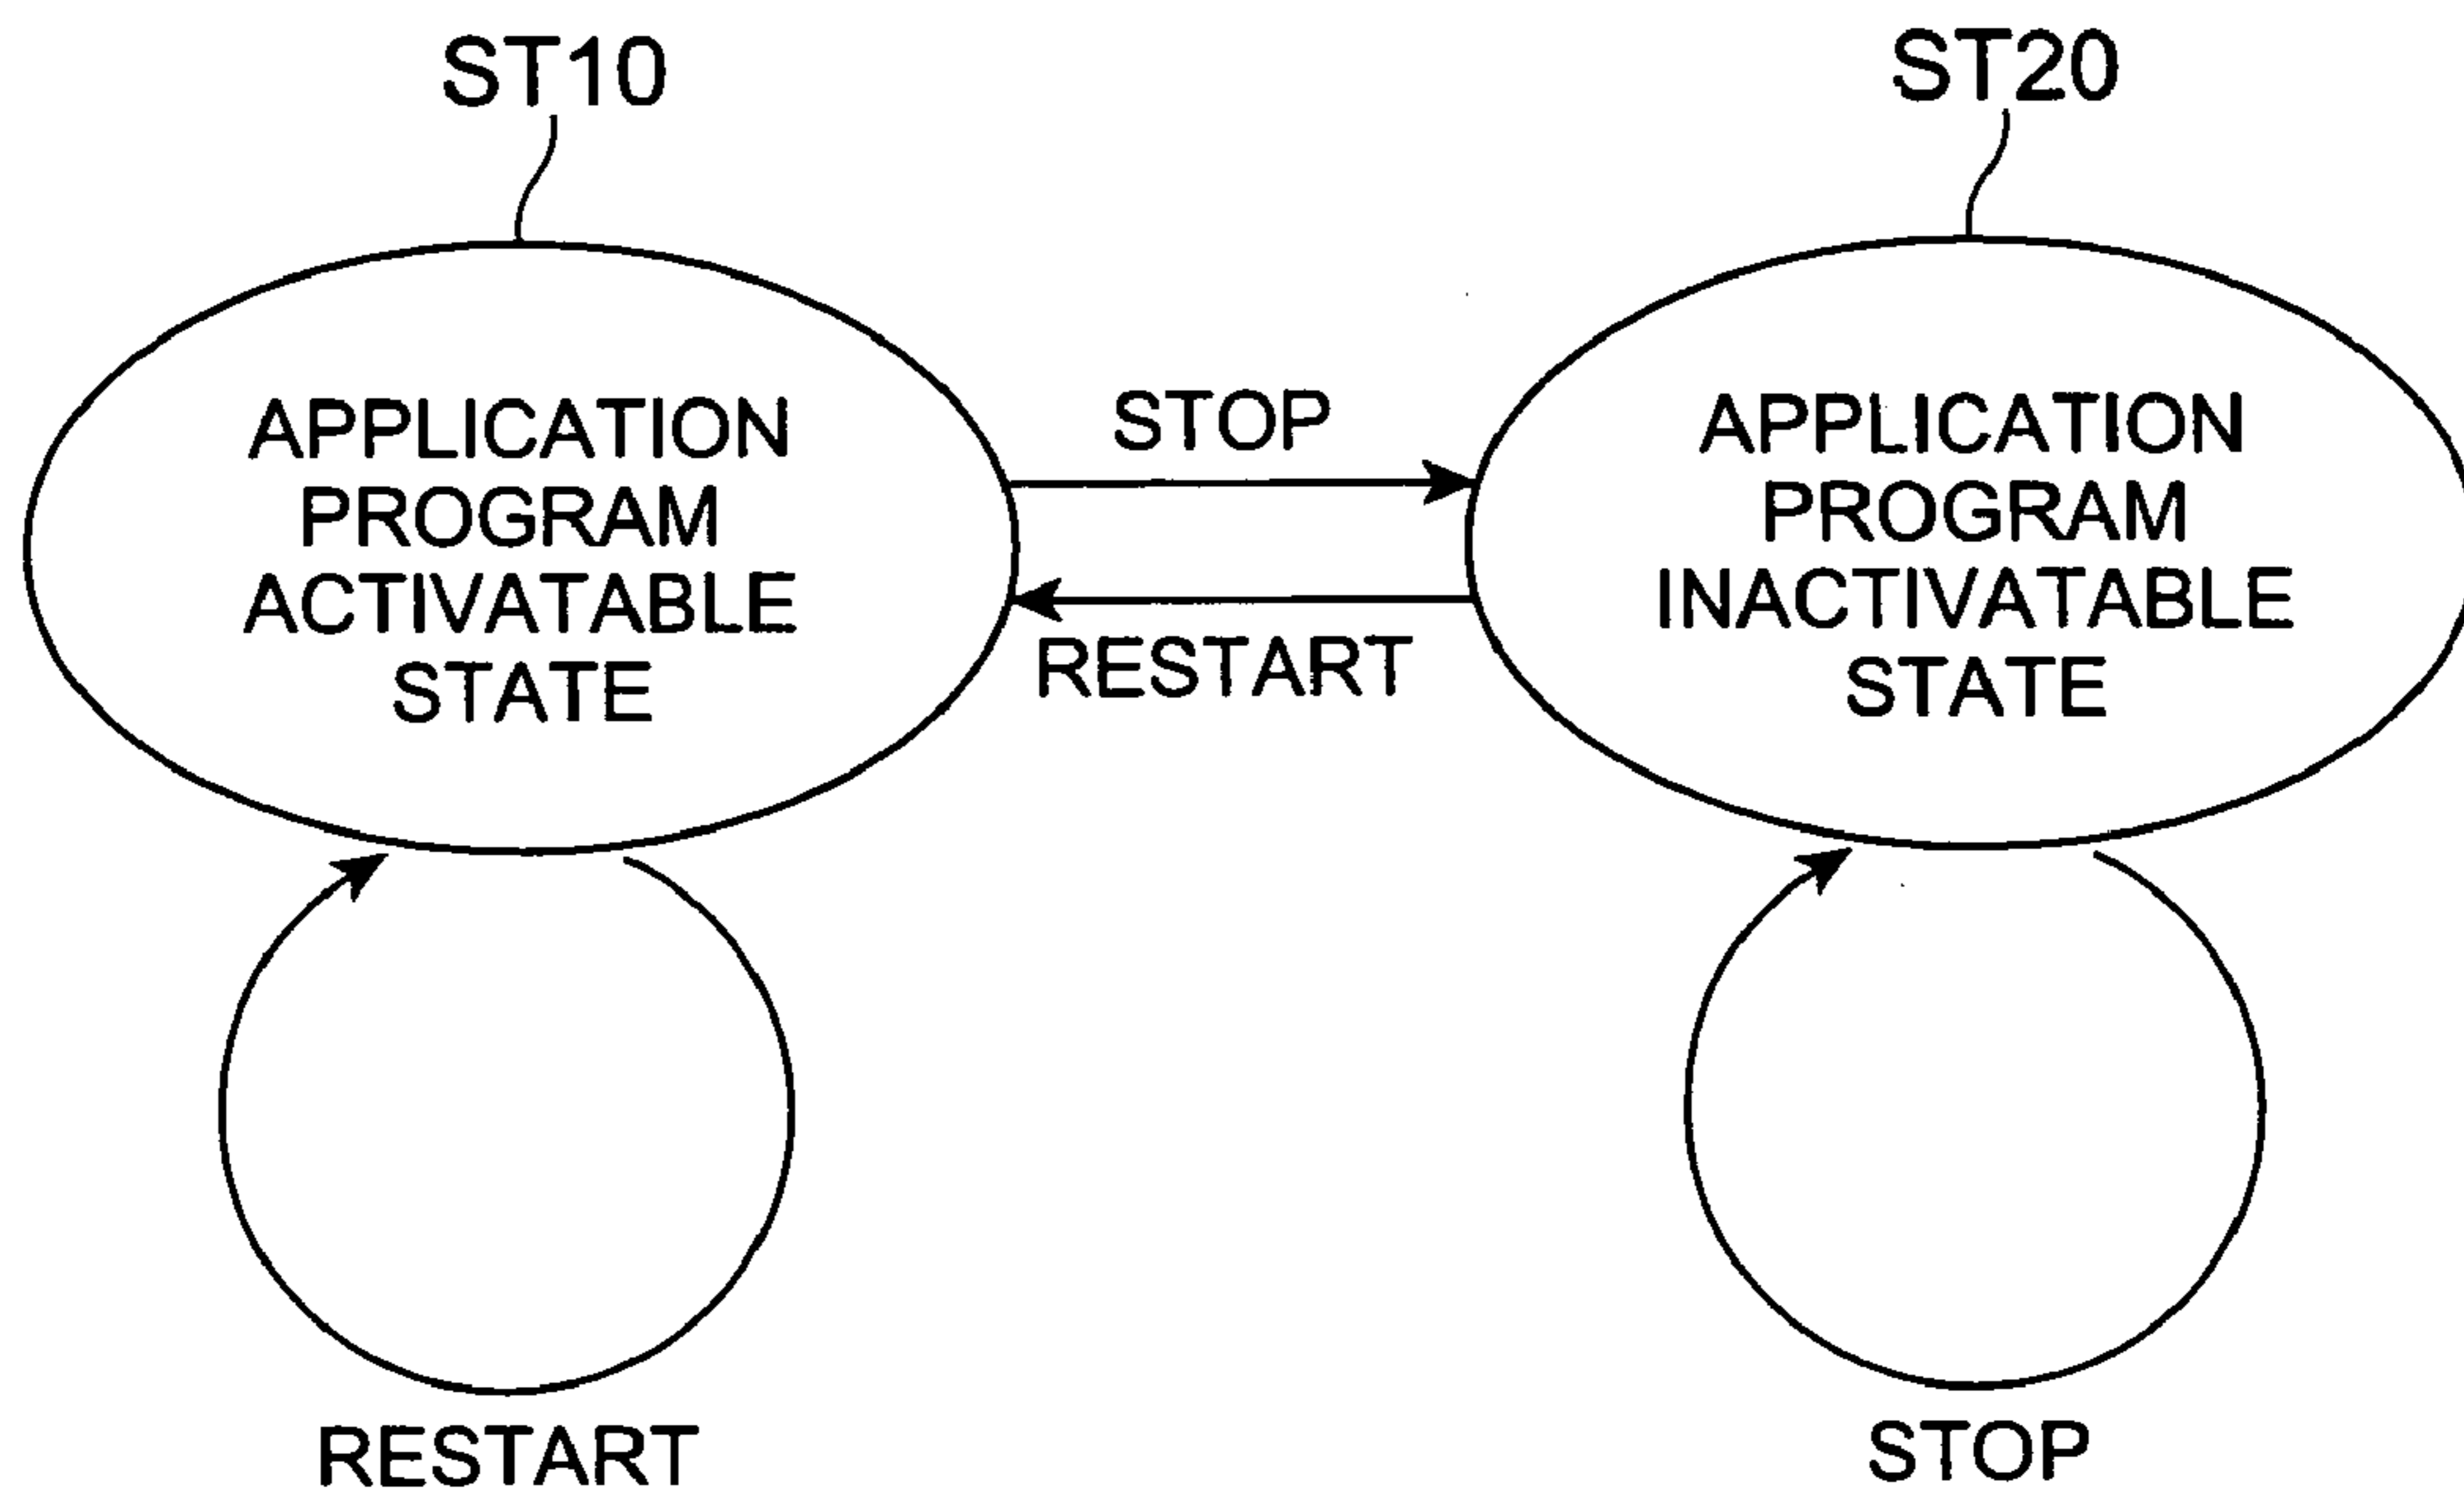 ST10
ST20
APPLICATION
PROGRAM
ACTIVATABLE
STATE
STOP
RESTART
APPLICATION
PROGRAM
INACTIVATABLE
STATE
RESTART
STOP